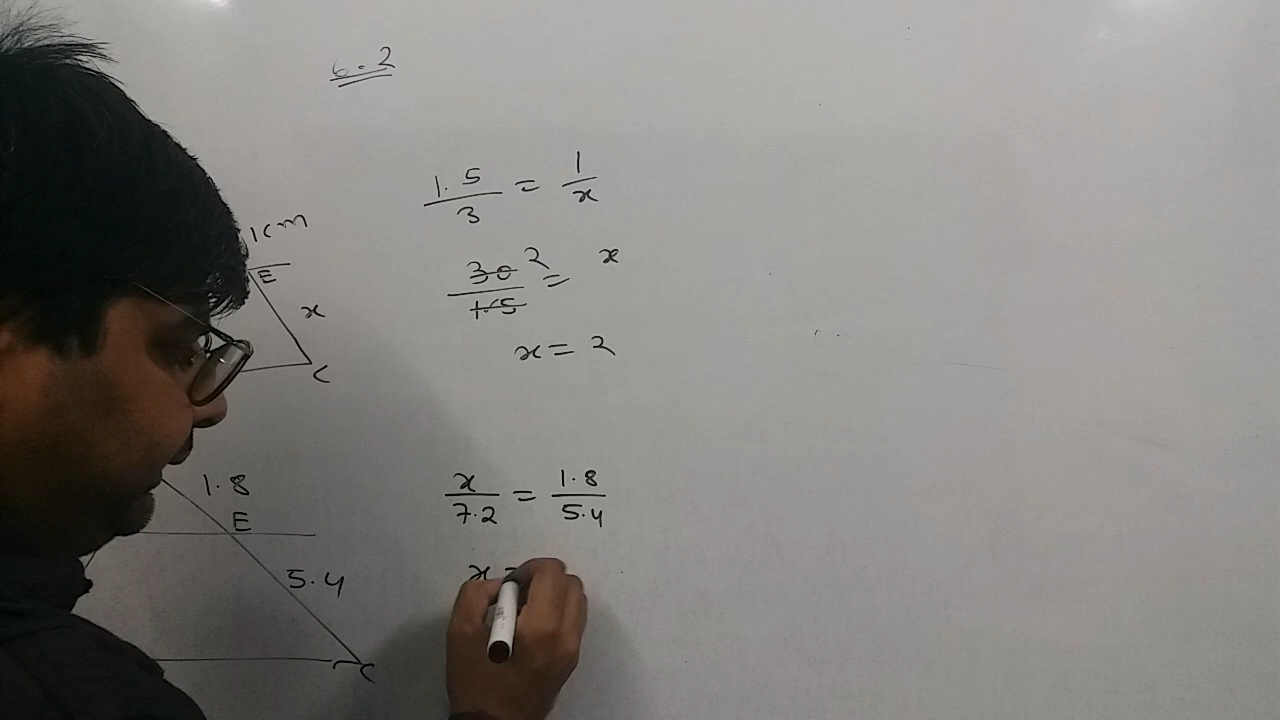 6.2
1.5/3 = 1/x
1cm
E
30/1.5 2 = x
x
x = 2
C
1.8
x/7.2 = 1.8/5.4
E
5.4
x =
C